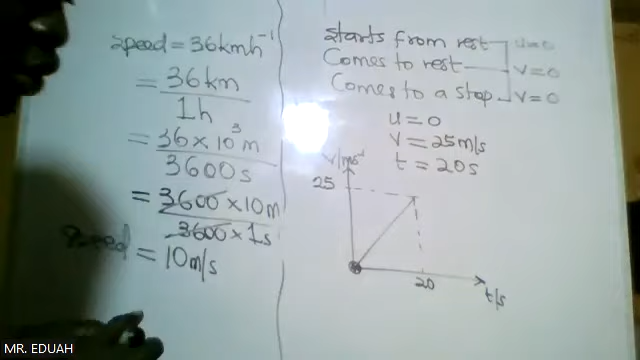 speed = 36kmh⁻¹
= 36km
1h
= 36 × 10³ m
3600s
= 3600 × 10m
3600 × 1s
Speed = 10m/s
Starts from rest u=0
Comes to rest V=0
Comes to a stop V=0
u = 0
V = 25m/s
t = 20s
V/ms⁻¹
25
20
t/s
MR. EDUAH